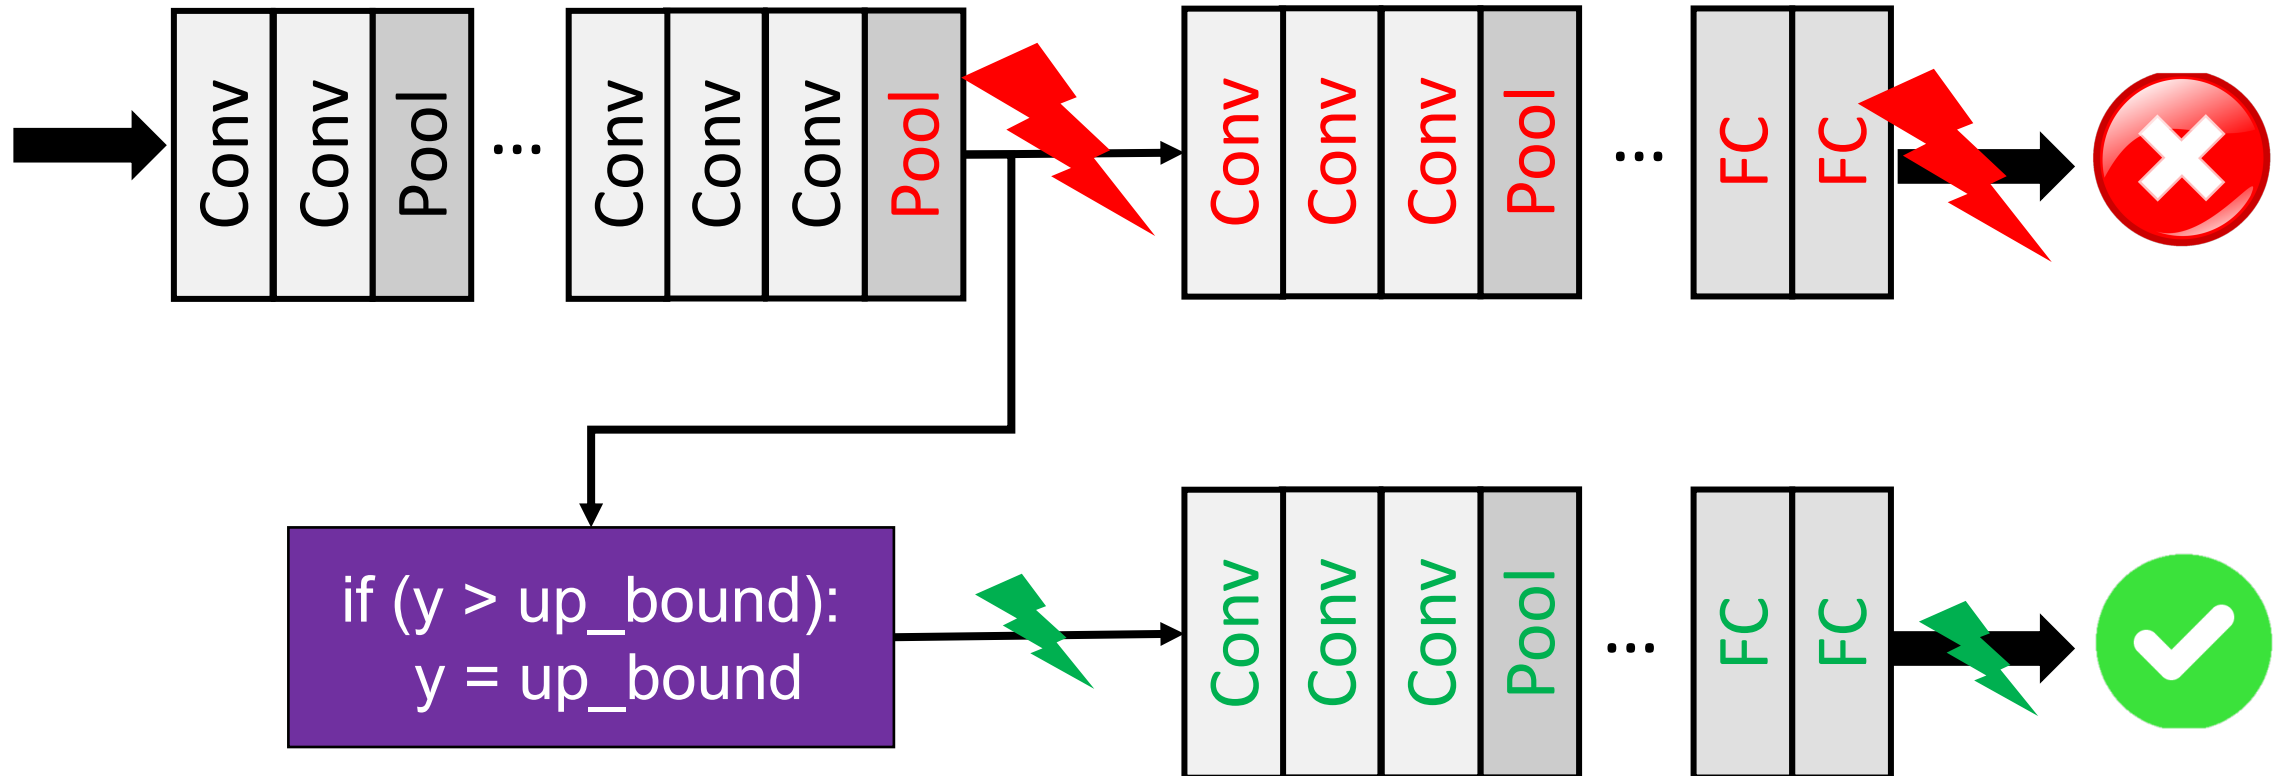 Conv
Conv
Pool
...
Conv
Conv
Conv
Pool
Conv
Conv
Conv
Pool
...
FC
FC
if (y > up_bound):
y = up_bound
Conv
Conv
Conv
Pool
...
FC
FC